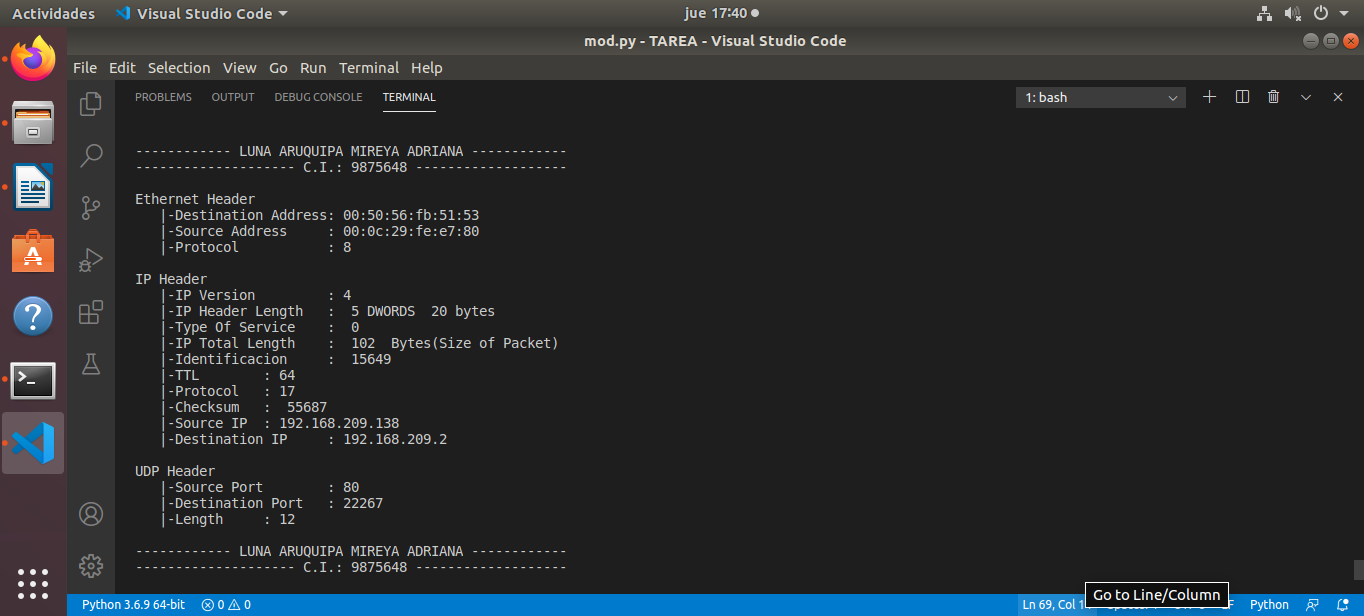 Actividades Visual Studio Code jue 17:40
mod.py - TAREA - Visual Studio Code
File Edit Selection View Go Run Terminal Help
PROBLEMS OUTPUT DEBUG CONSOLE TERMINAL 1: bash
------------ LUNA ARUQUIPA MIREYA ADRIANA ------------
-------------------- C.I.: 9875648 -------------------
Ethernet Header
|-Destination Address: 00:50:56:fb:51:53
|-Source Address : 00:0c:29:fe:e7:80
|-Protocol : 8
IP Header
|-IP Version : 4
|-IP Header Length : 5 DWORDS 20 bytes
|-Type Of Service : 0
|-IP Total Length : 102 Bytes(Size of Packet)
|-Identificacion : 15649
|-TTL : 64
|-Protocol : 17
|-Checksum : 55687
|-Source IP : 192.168.209.138
|-Destination IP : 192.168.209.2
UDP Header
|-Source Port : 80
|-Destination Port : 22267
|-Length : 12
------------ LUNA ARUQUIPA MIREYA ADRIANA ------------
-------------------- C.I.: 9875648 -------------------
Go to Line/Column
Python 3.6.9 64-bit 0 0 Ln 69, Col Python